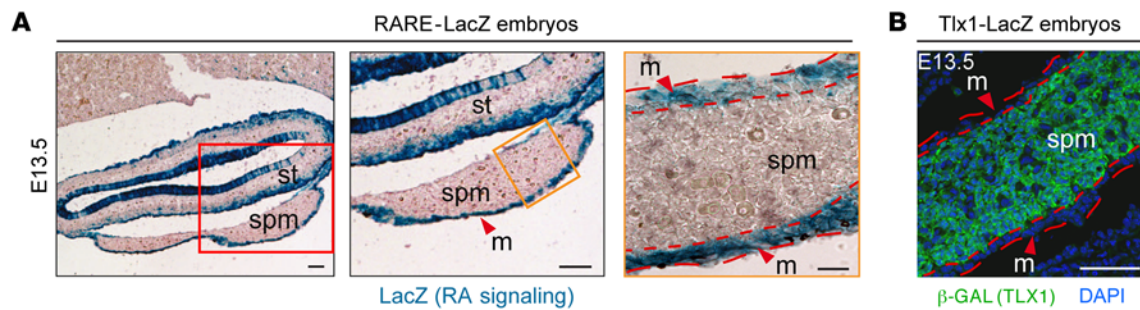 A
RARE-LacZ embryos
E13.5
st
spm
st
spm
m
m
spm
m
LacZ (RA signaling)
B
Tlx1-LacZ embryos
E13.5
m
spm
m
β-GAL (TLX1) DAPI